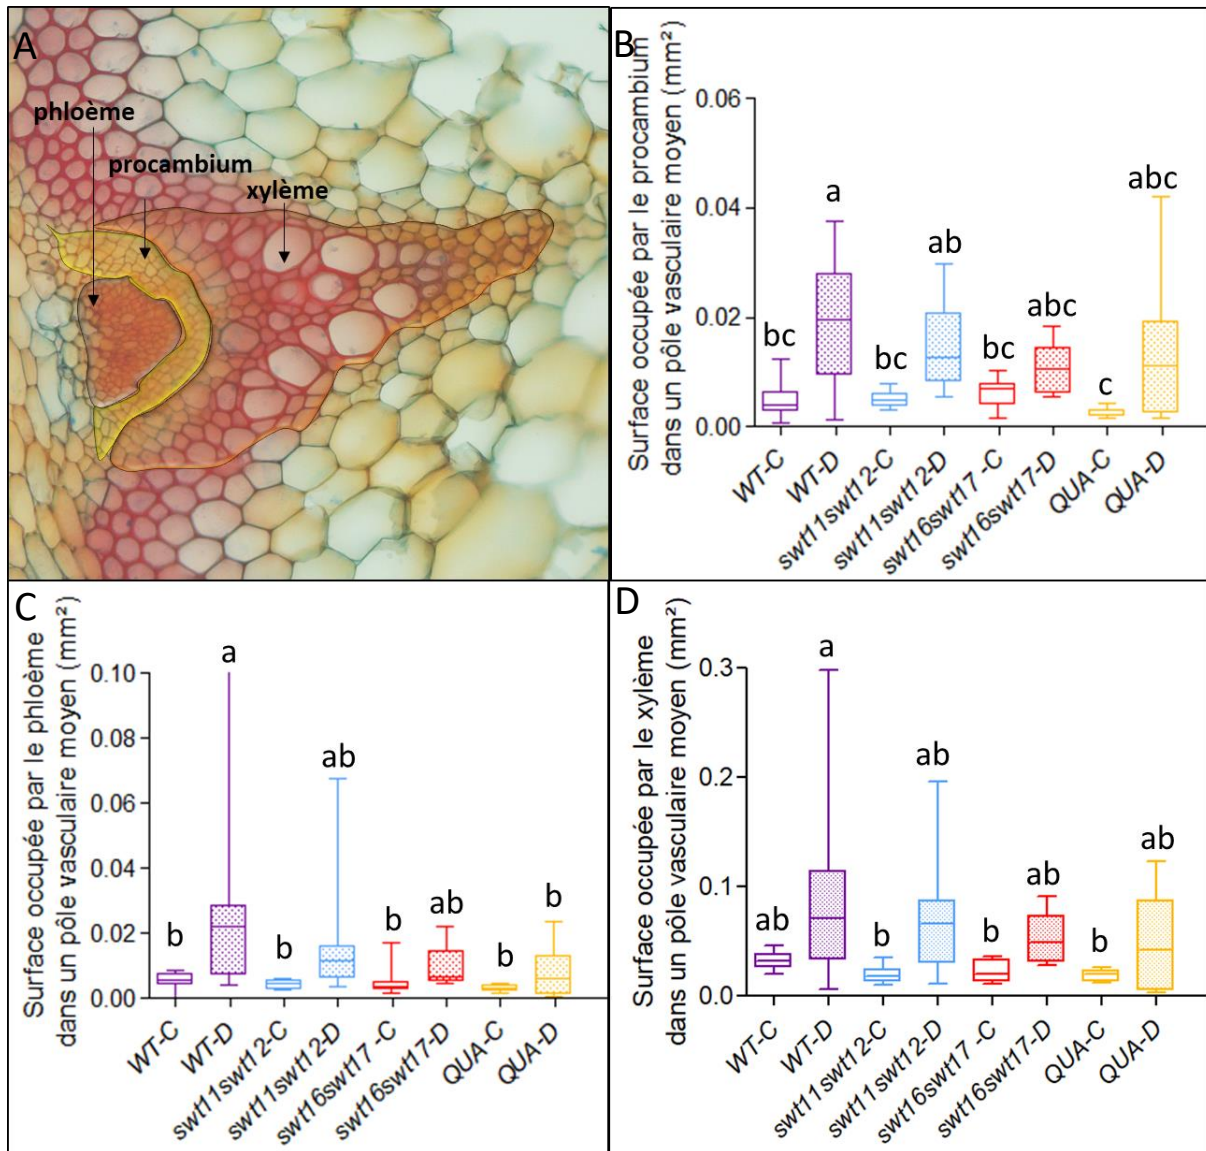 A
phloème
procambium
xylème
B
Surface occupée par le procambium
dans un pôle vasculaire moyen (mm²)
0.06
0.04
0.02
0.00
bc
a
bc
ab
bc
abc
c
abc
WT-C
WT-D
swt11swt12-C
swt11swt12-D
swt16swt17 -C
swt16swt17-D
QUA-C
QUA-D
C
Surface occupée par le phloème
dans un pôle vasculaire moyen (mm²)
0.10
0.08
0.06
0.04
0.02
0.00
b
a
b
ab
b
ab
b
b
WT-C
WT-D
swt11swt12-C
swt11swt12-D
swt16swt17 -C
swt16swt17-D
QUA-C
QUA-D
D
Surface occupée par le xylème
dans un pôle vasculaire moyen (mm²)
0.3
0.2
0.1
0.0
ab
a
b
ab
b
ab
b
ab
WT-C
WT-D
swt11swt12-C
swt11swt12-D
swt16swt17 -C
swt16swt17-D
QUA-C
QUA-D